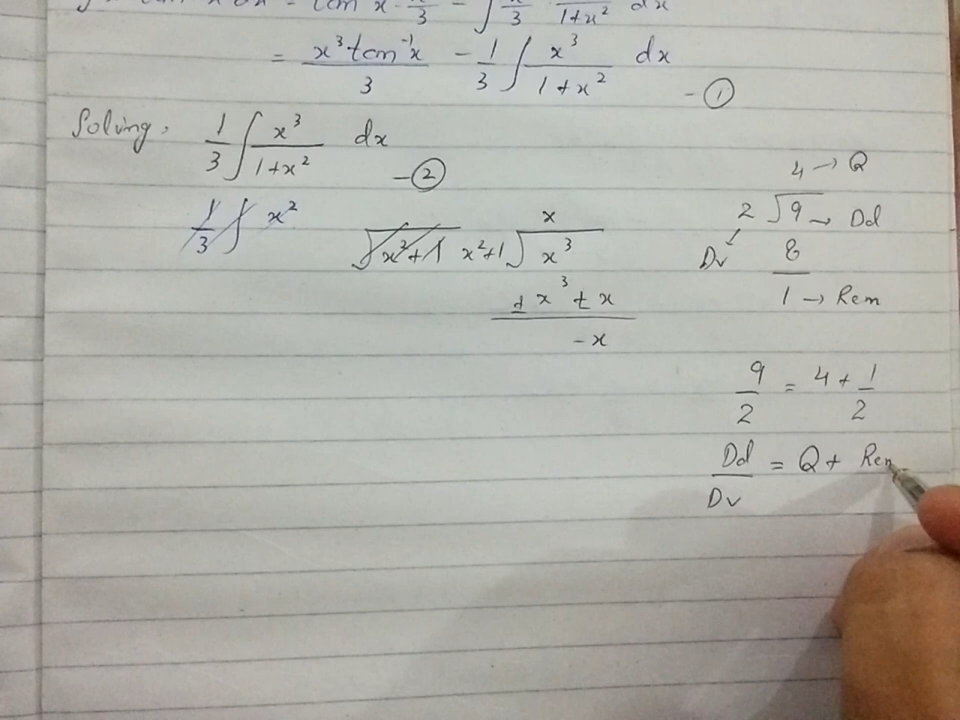 = x³ tan⁻¹x / 3 - 1/3 ∫ x³ / 1+x² dx - ①
Solving. 1/3 ∫ x³ / 1+x² dx - ②
1/3 ∫ x²
x
x²+1 x²+1 x³
± x³ ± x
- x
4 → Q
2 √9 → Dd
Dv
8
1 → Rem
9/2 = 4 + 1/2
Dd/Dv = Q + Rem